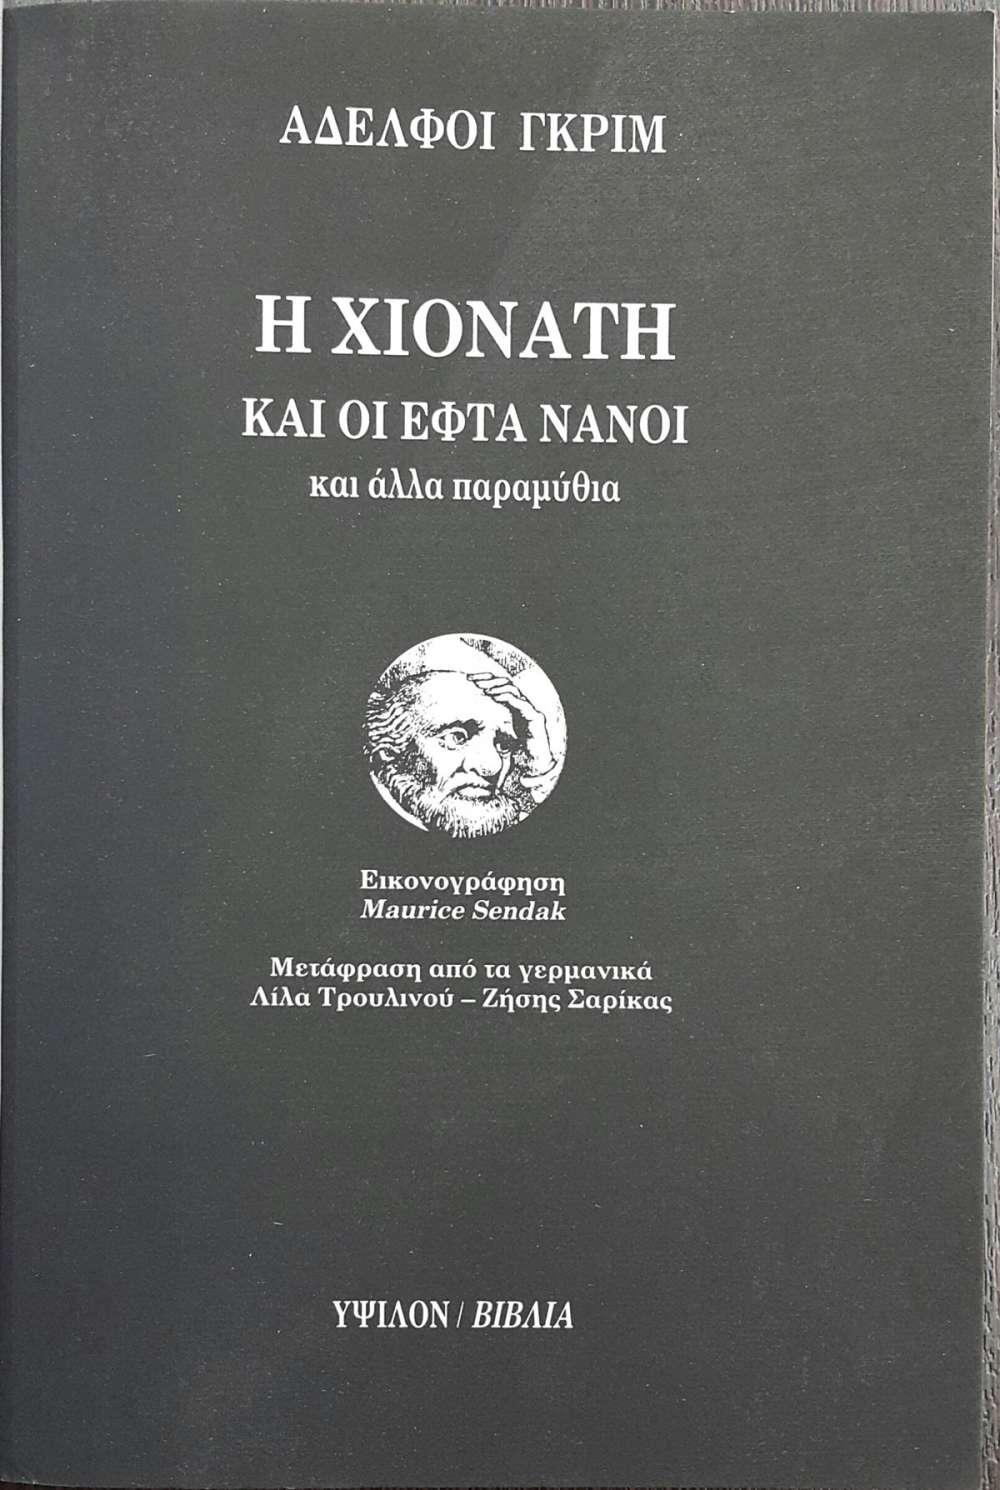 ΑΔΕΛΦΟΙ ΓΚΡΙΜ
Η ΧΙΟΝΑΤΗ
ΚΑΙ ΟΙ ΕΦΤΑ ΝΑΝΟΙ
και άλλα παραμύθια
Εικονογράφηση
Maurice Sendak
Μετάφραση από τα γερμανικά
Λίλα Τρουλινού – Ζήσης Σαρίκας
ΥΨΙΛΟΝ / ΒΙΒΛΙΑ